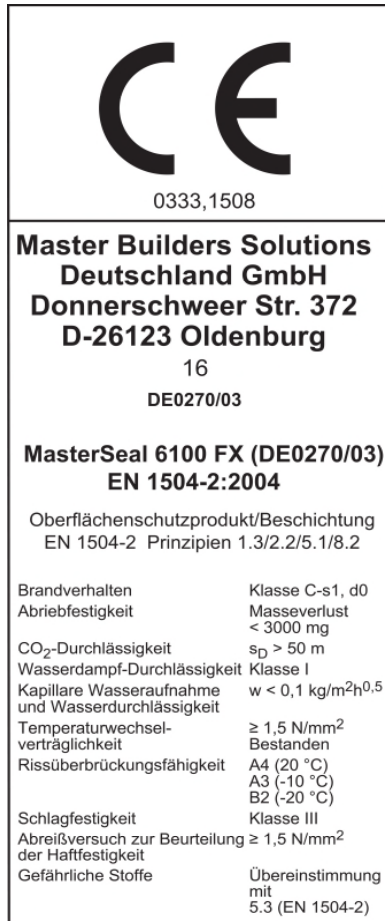 CE
0333,1508
Master Builders Solutions
Deutschland GmbH
Donnerschweer Str. 372
D-26123 Oldenburg
16
DE0270/03
MasterSeal 6100 FX (DE0270/03)
EN 1504-2:2004
Oberflächenschutzprodukt/Beschichtung
EN 1504-2 Prinzipien 1.3/2.2/5.1/8.2
Brandverhalten Klasse C-s1, d0
Abriebfestigkeit Masseverlust
< 3000 mg
CO₂-Durchlässigkeit s_D > 50 m
Wasserdampf-Durchlässigkeit Klasse I
Kapillare Wasseraufnahme w < 0,1 kg/m²h⁰,⁵
und Wasserdurchlässigkeit
Temperaturwechsel- ≥ 1,5 N/mm²
verträglichkeit Bestanden
Rissüberbrückungsfähigkeit A4 (20 °C)
A3 (-10 °C)
B2 (-20 °C)
Schlagfestigkeit Klasse III
Abreißversuch zur Beurteilung ≥ 1,5 N/mm²
der Haftfestigkeit
Gefährliche Stoffe Übereinstimmung
mit
5.3 (EN 1504-2)